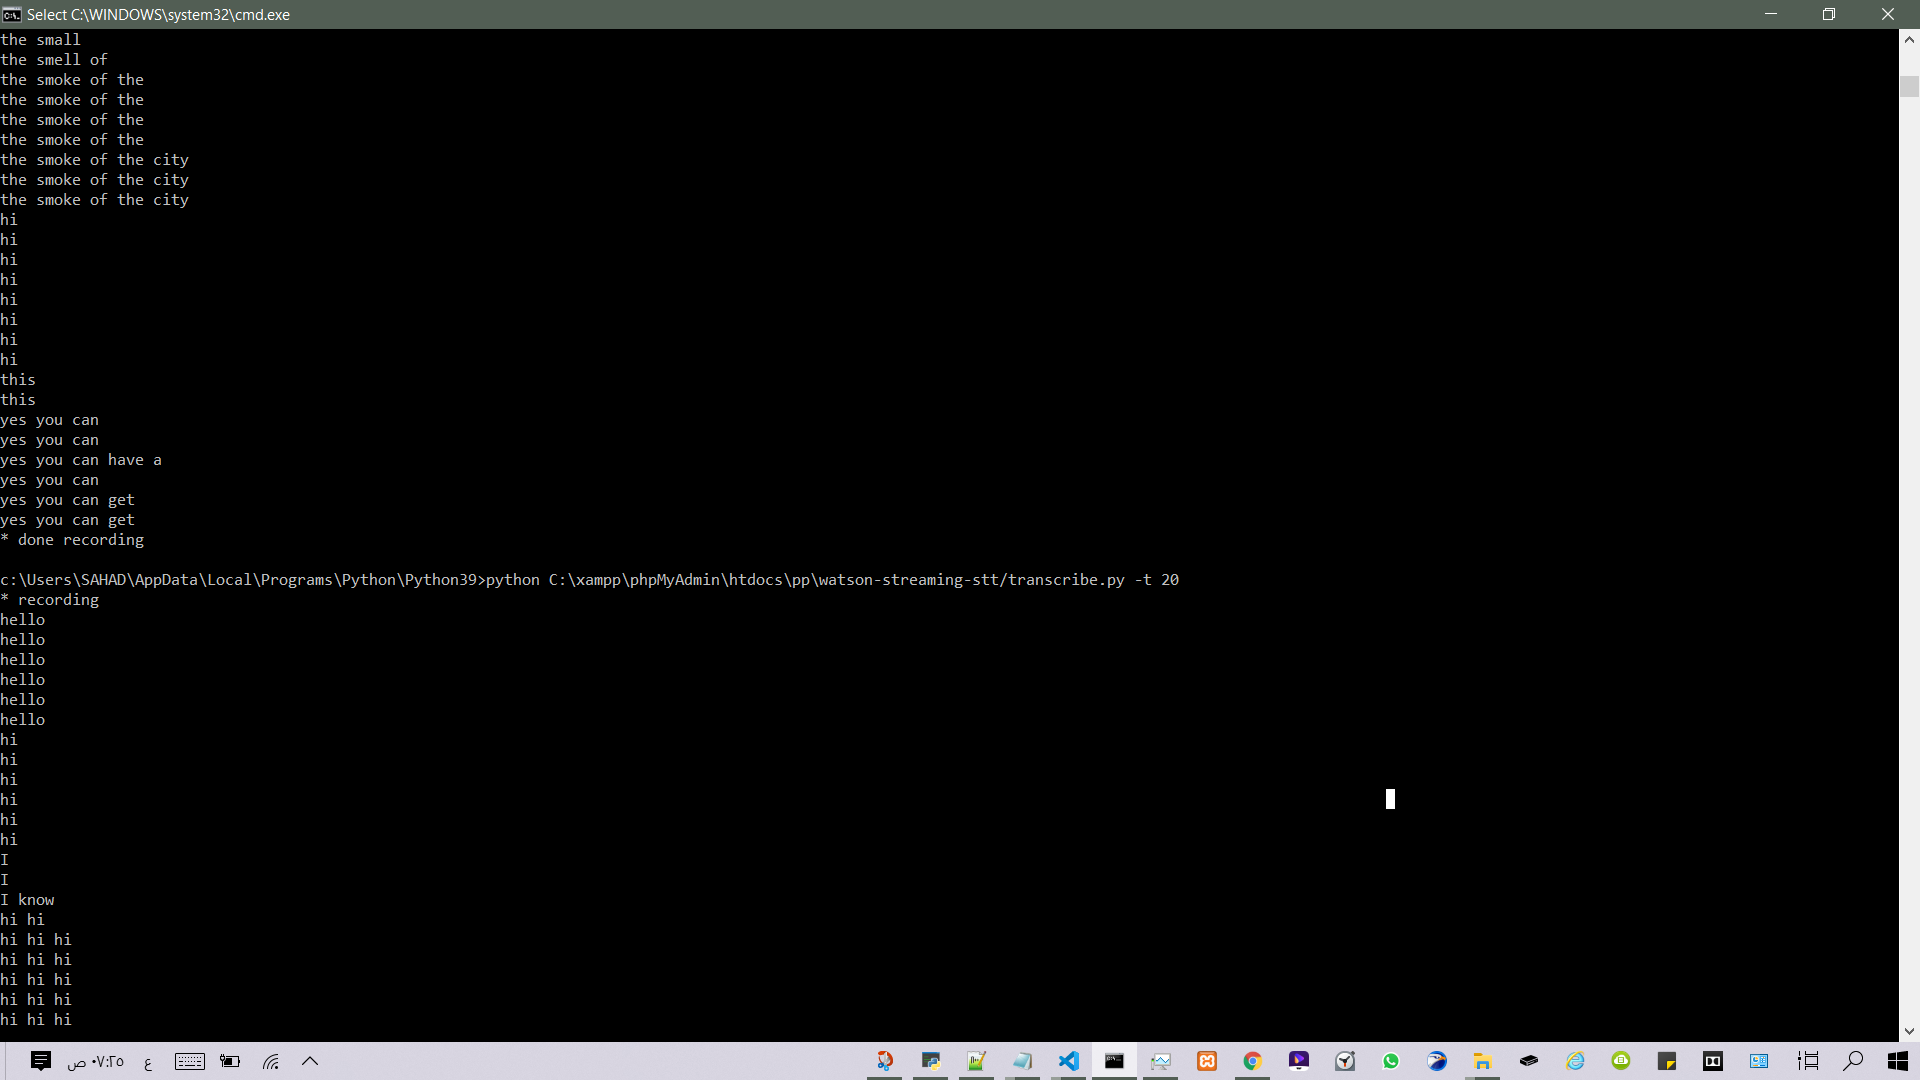 Select C:\WINDOWS\system32\cmd.exe
the small
the smell of
the smoke of the
the smoke of the
the smoke of the
the smoke of the
the smoke of the city
the smoke of the city
the smoke of the city
hi
hi
hi
hi
hi
hi
hi
hi
this
this
yes you can
yes you can
yes you can have a
yes you can
yes you can get
yes you can get
* done recording
c:\Users\SAHAD\AppData\Local\Programs\Python\Python39>python C:\xampp\phpMyAdmin\htdocs\pp\watson-streaming-stt/transcribe.py -t 20
* recording
hello
hello
hello
hello
hello
hello
hi
hi
hi
hi
hi
hi
I
I
I know
hi hi
hi hi hi
hi hi hi
hi hi hi
hi hi hi
hi hi hi
٠٧:٢٥ ص
ع